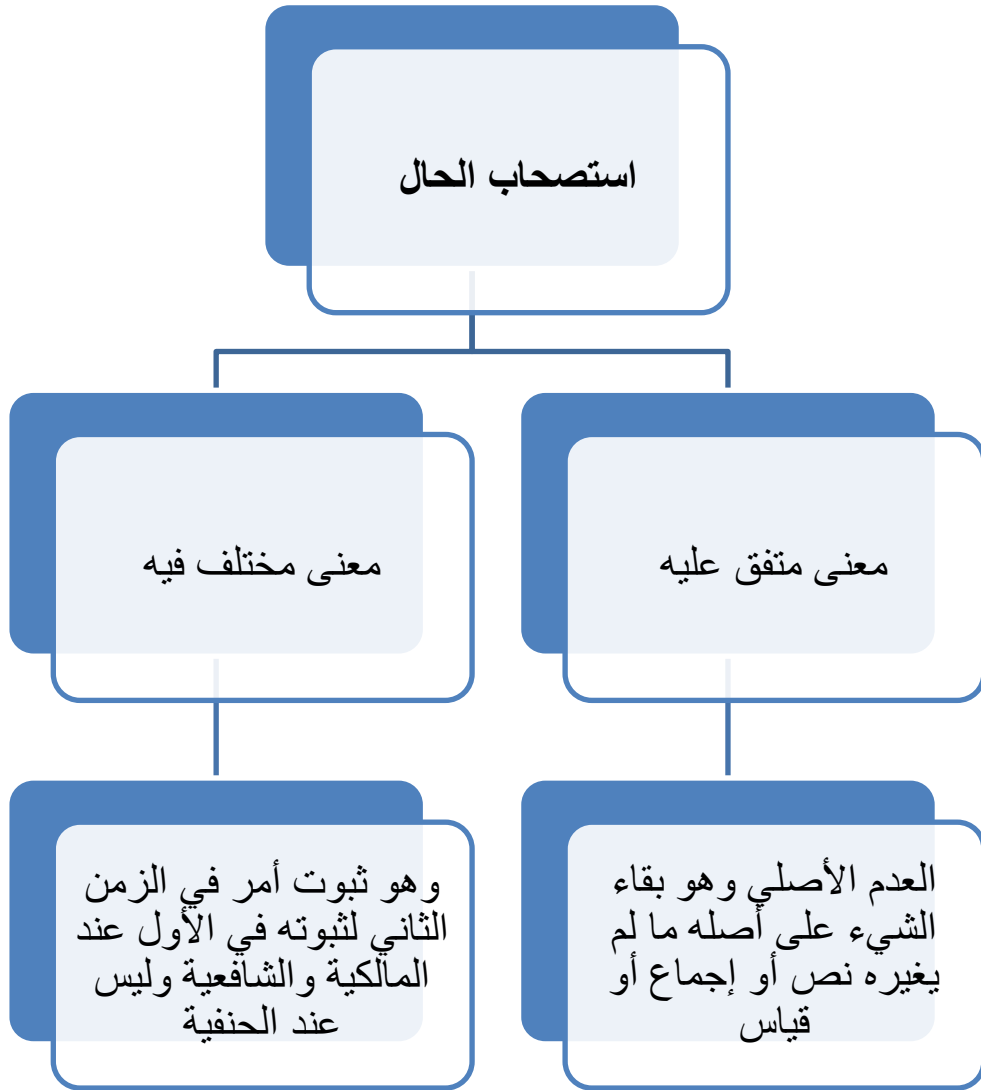 استصحاب الحال
معنى متفق عليه
معنى مختلف فيه
العدم الأصلي وهو بقاء
الشيء على أصله ما لم
يغيره نص أو إجماع أو
قياس
وهو ثبوت أمر في الزمن
الثاني لثبوته في الأول عند
المالكية والشافعية وليس
عند الحنفية